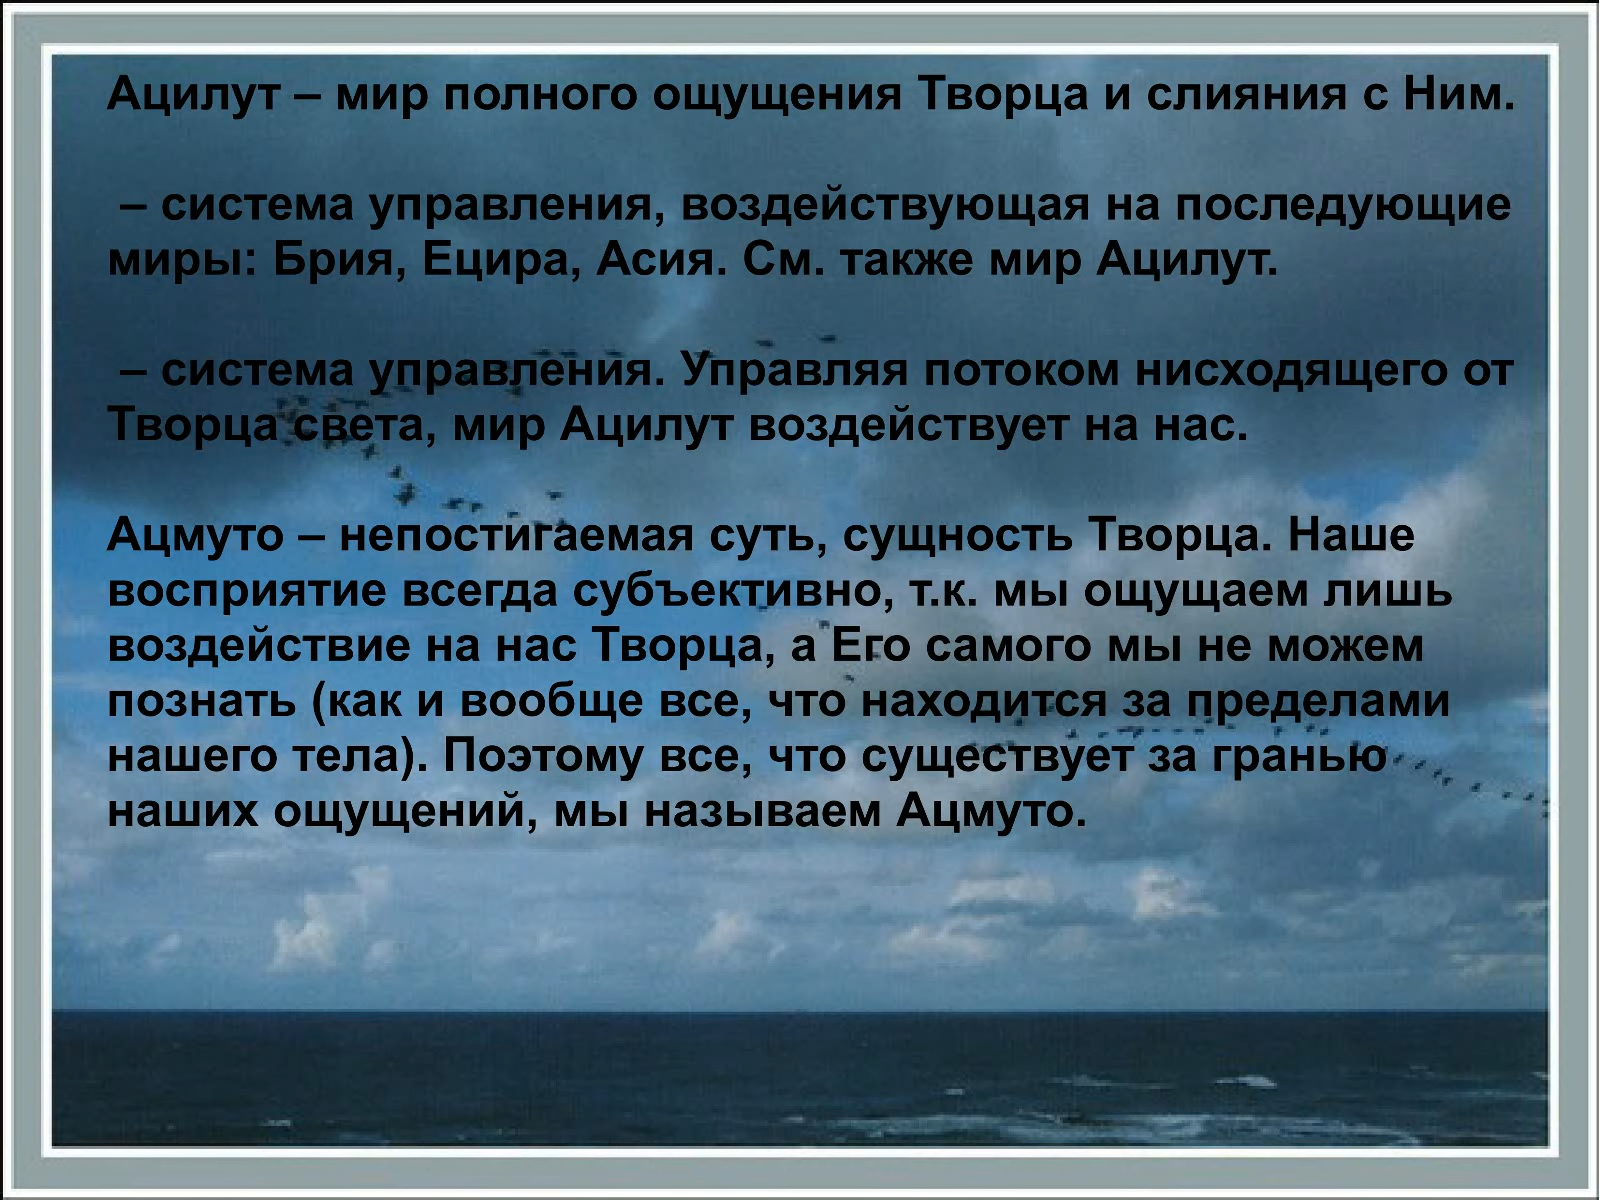 Ацилут – мир полного ощущения Творца и слияния с Ним.
– система управления, воздействующая на последующие
миры: Брия, Ецира, Асия. См. также мир Ацилут.
– система управления. Управляя потоком нисходящего от
Творца света, мир Ацилут воздействует на нас.
Ацмуто – непостигаемая суть, сущность Творца. Наше
восприятие всегда субъективно, т.к. мы ощущаем лишь
воздействие на нас Творца, а Его самого мы не можем
познать (как и вообще все, что находится за пределами
нашего тела). Поэтому все, что существует за гранью
наших ощущений, мы называем Ацмуто.